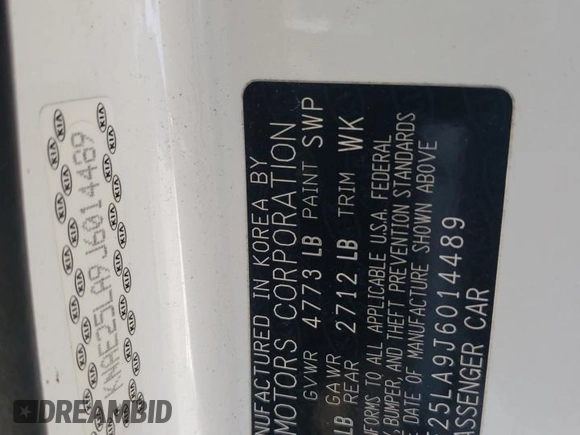 KNAE25LA9J6014489
NUFACTURED IN KOREA BY
MOTORS CORPORATION
GVWR 4773 LB PAINT SWP
LB GAWR REAR 2712 LB TRIM WK
FORMS TO ALL APPLICABLE U.S.A. FEDERAL
BUMPER, AND THEFT PREVENTION STANDARDS
E DATE OF MANUFACTURE SHOWN ABOVE
25LA9J6014489
ASSENGER CAR
DREAMBID